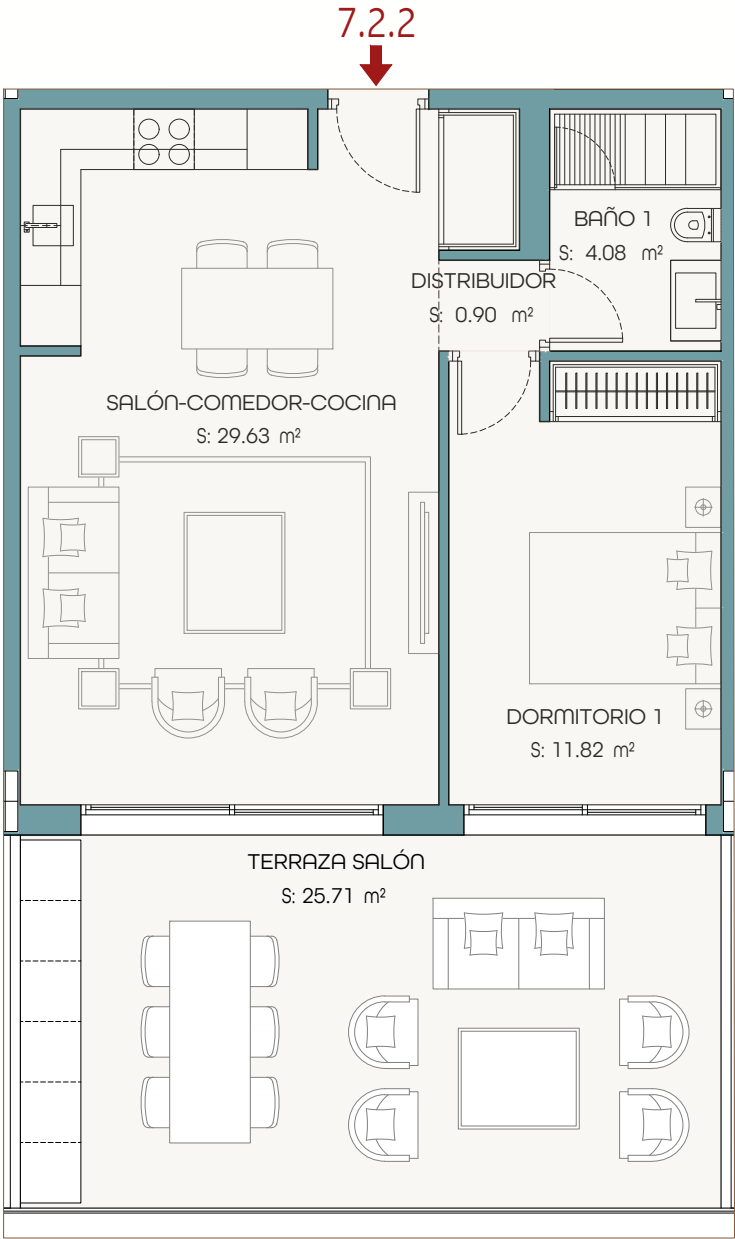 7.2.2
BAÑO 1
S: 4.08 m²
DISTRIBUIDOR
S: 0.90 m²
SALÓN-COMEDOR-COCINA
S: 29.63 m²
DORMITORIO 1
S: 11.82 m²
TERRAZA SALÓN
S: 25.71 m²